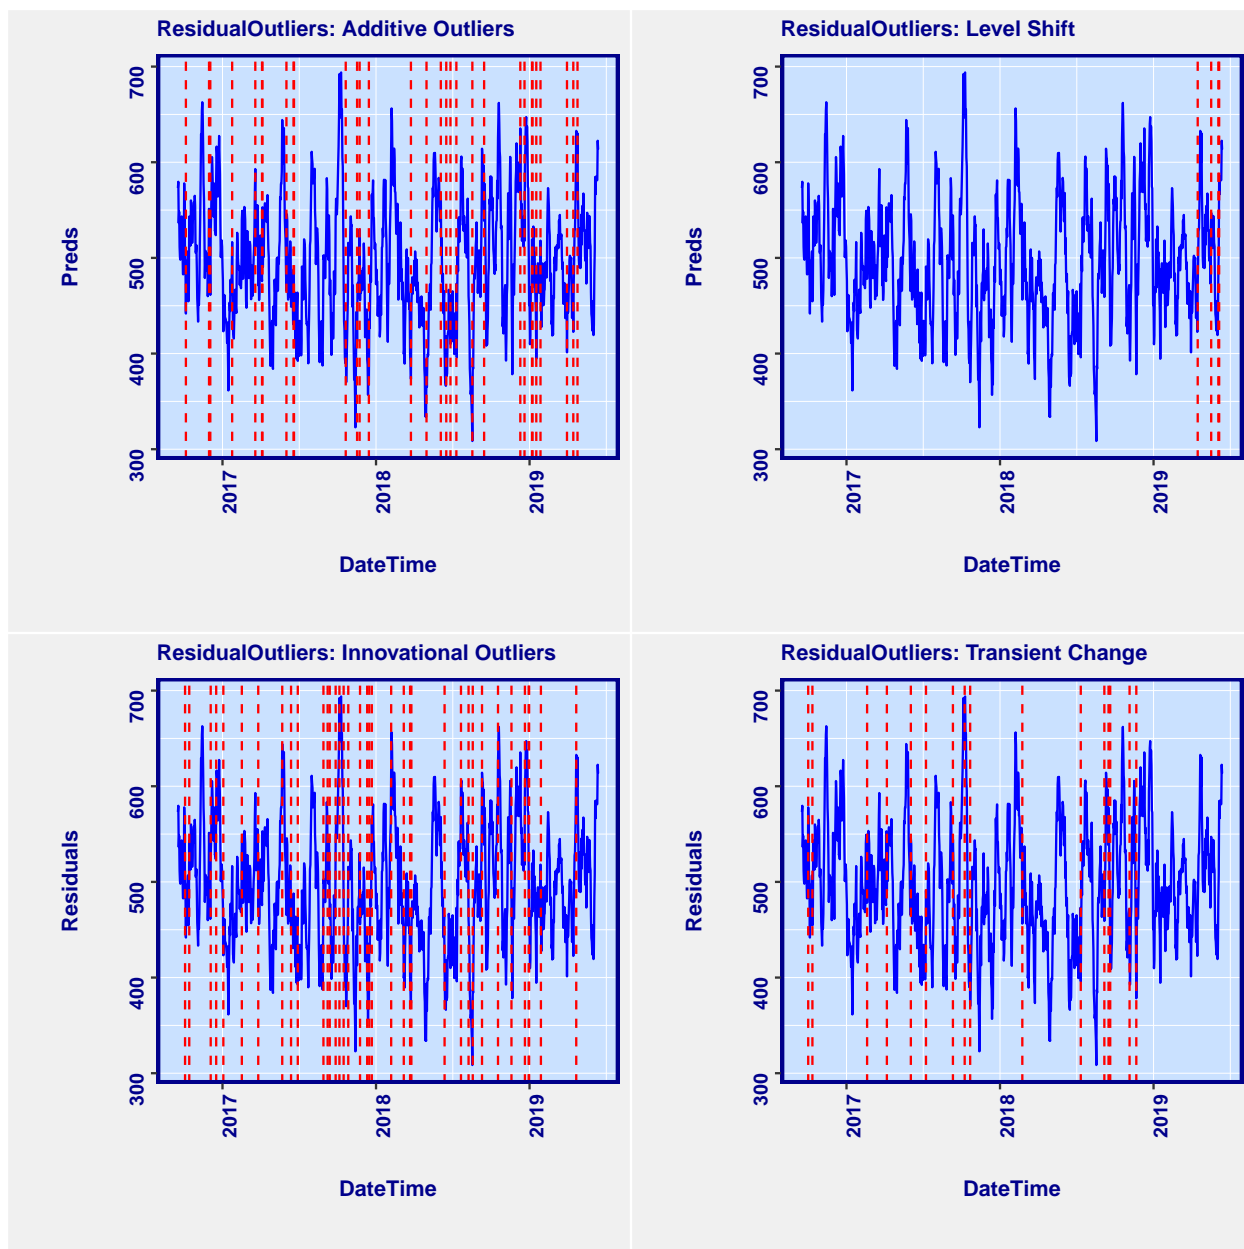 ResidualOutliers: Additive Outliers
700
600
500
400
300
Preds
2017
2018
2019
DateTime
ResidualOutliers: Level Shift
700
600
500
400
300
Preds
2017
2018
2019
DateTime
ResidualOutliers: Innovational Outliers
700
600
500
400
300
Residuals
2017
2018
2019
DateTime
ResidualOutliers: Transient Change
700
600
500
400
300
Residuals
2017
2018
2019
DateTime